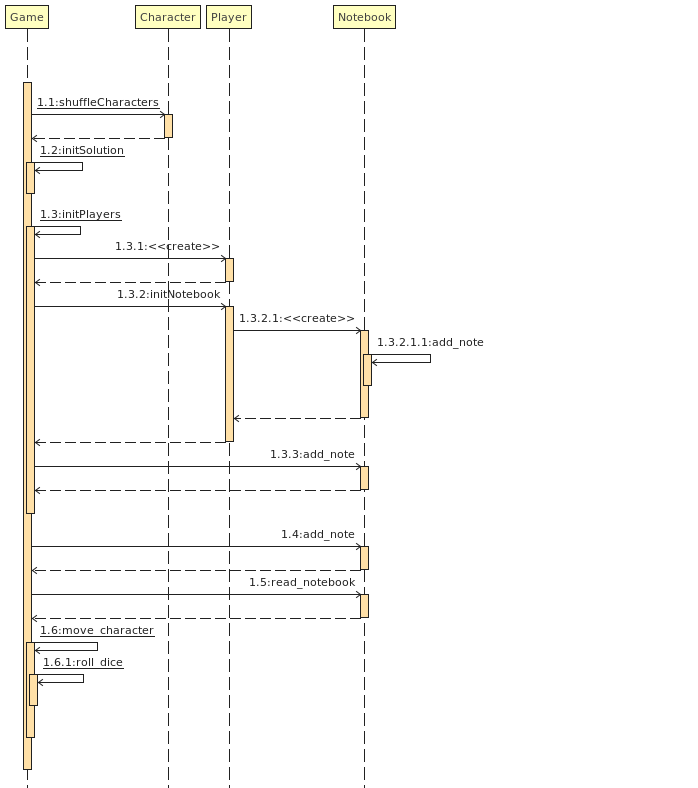 Game Character Player Notebook
1.1:shuffleCharacters
1.2:initSolution
1.3:initPlayers
1.3.1:<<create>>
1.3.2:initNotebook
1.3.2.1:<<create>>
1.3.2.1.1:add_note
1.3.3:add_note
1.4:add_note
1.5:read_notebook
1.6:move_character
1.6.1:roll_dice